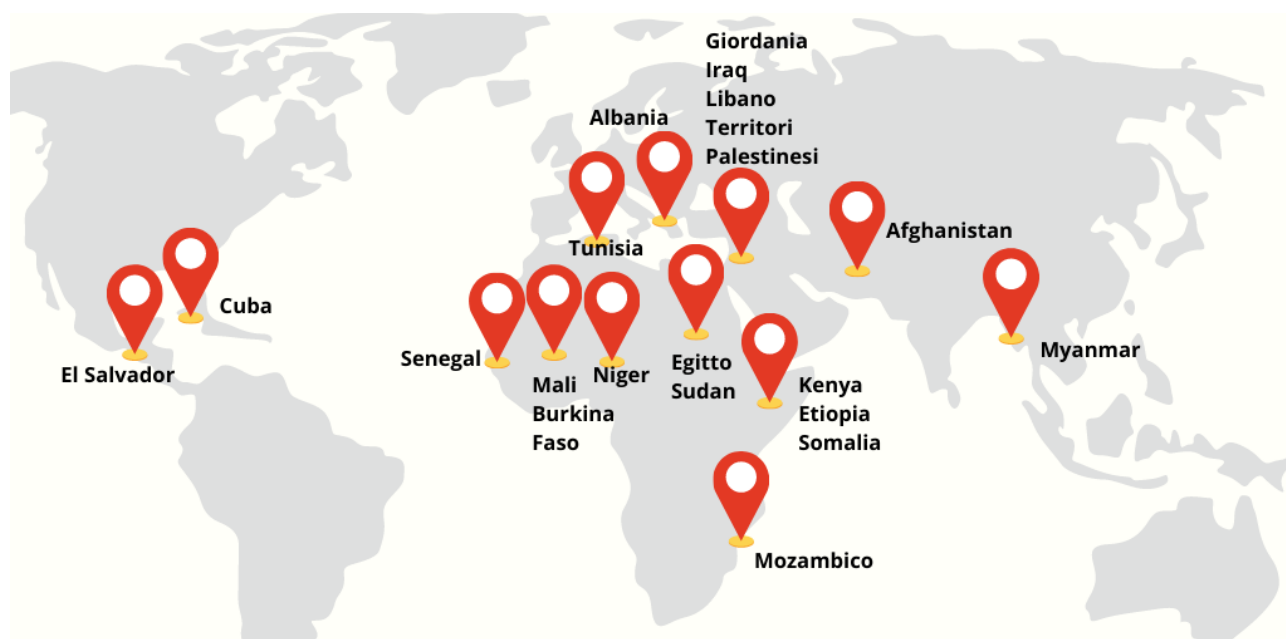 Giordania
Iraq
Libano
Territori
Palestinesi
Albania
Tunisia
Afghanistan
Cuba
El Salvador
Senegal
Mali
Burkina
Faso
Niger
Egitto
Sudan
Kenya
Etiopia
Somalia
Myanmar
Mozambico